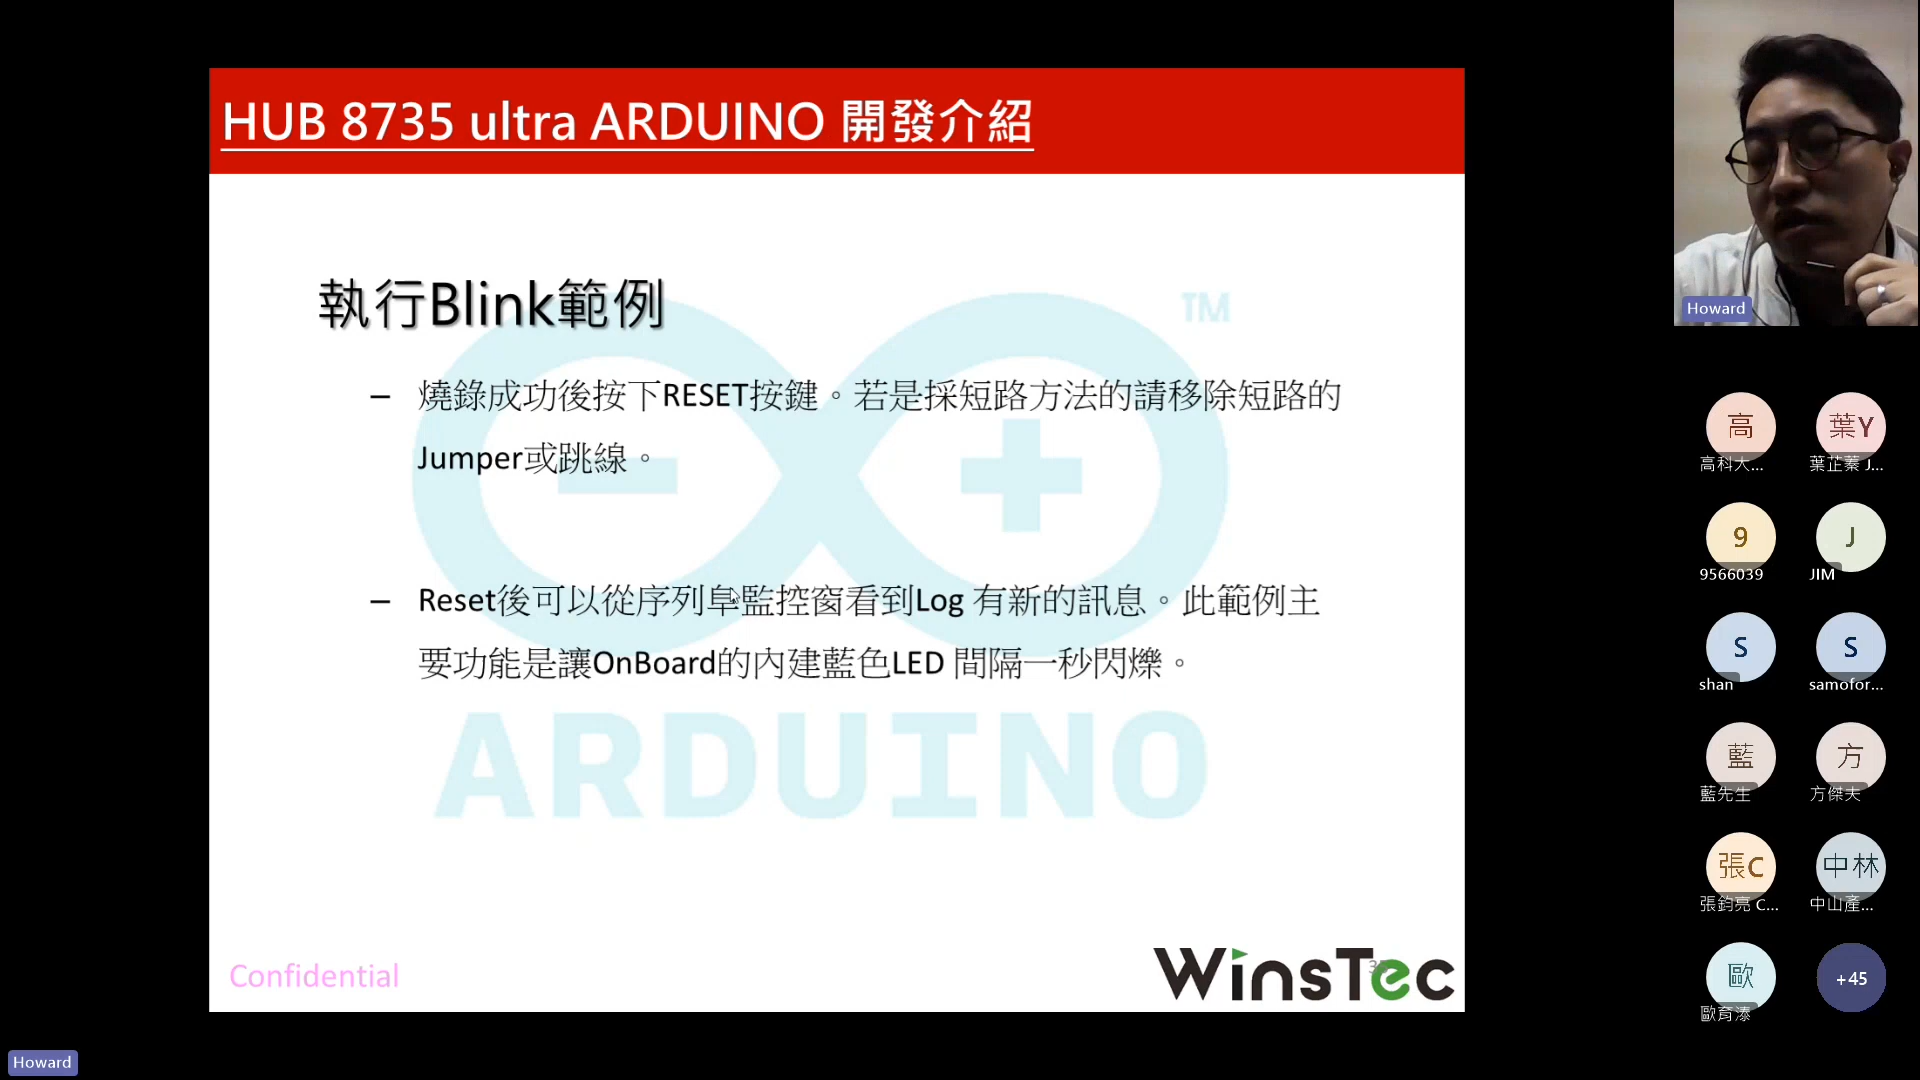 HUB 8735 ultra ARDUINO 開發介紹
執行Blink範例
– 燒錄成功後按下RESET按鍵。若是採短路方法的請移除短路的
Jumper或跳線。
– Reset後可以從序列阜監控窗看到Log 有新的訊息。此範例主
要功能是讓OnBoard的內建藍色LED 間隔一秒閃爍。
TM
ARDUINO
Confidential
WinsTec
Howard
高
高科大...
葉Y
葉芷蓁 J...
9
9566039
J
JIM
S
shan
S
samofor...
藍
藍先生
方
方傑夫
張C
張鈞亮 C...
中林
中山產...
歐
歐育溙
+45
Howard